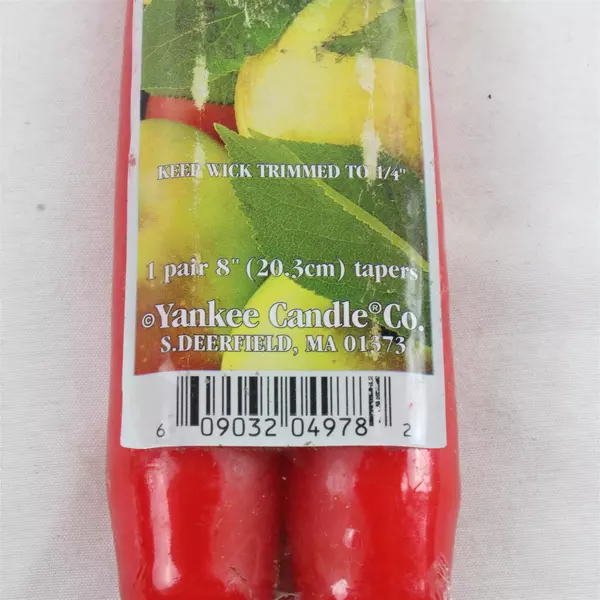 KEEP WICK TRIMMED TO 1/4"
1 pair 8" (20.3cm) tapers
©Yankee Candle®Co.
S.DEERFIELD, MA 01373
6 09032 04978 2